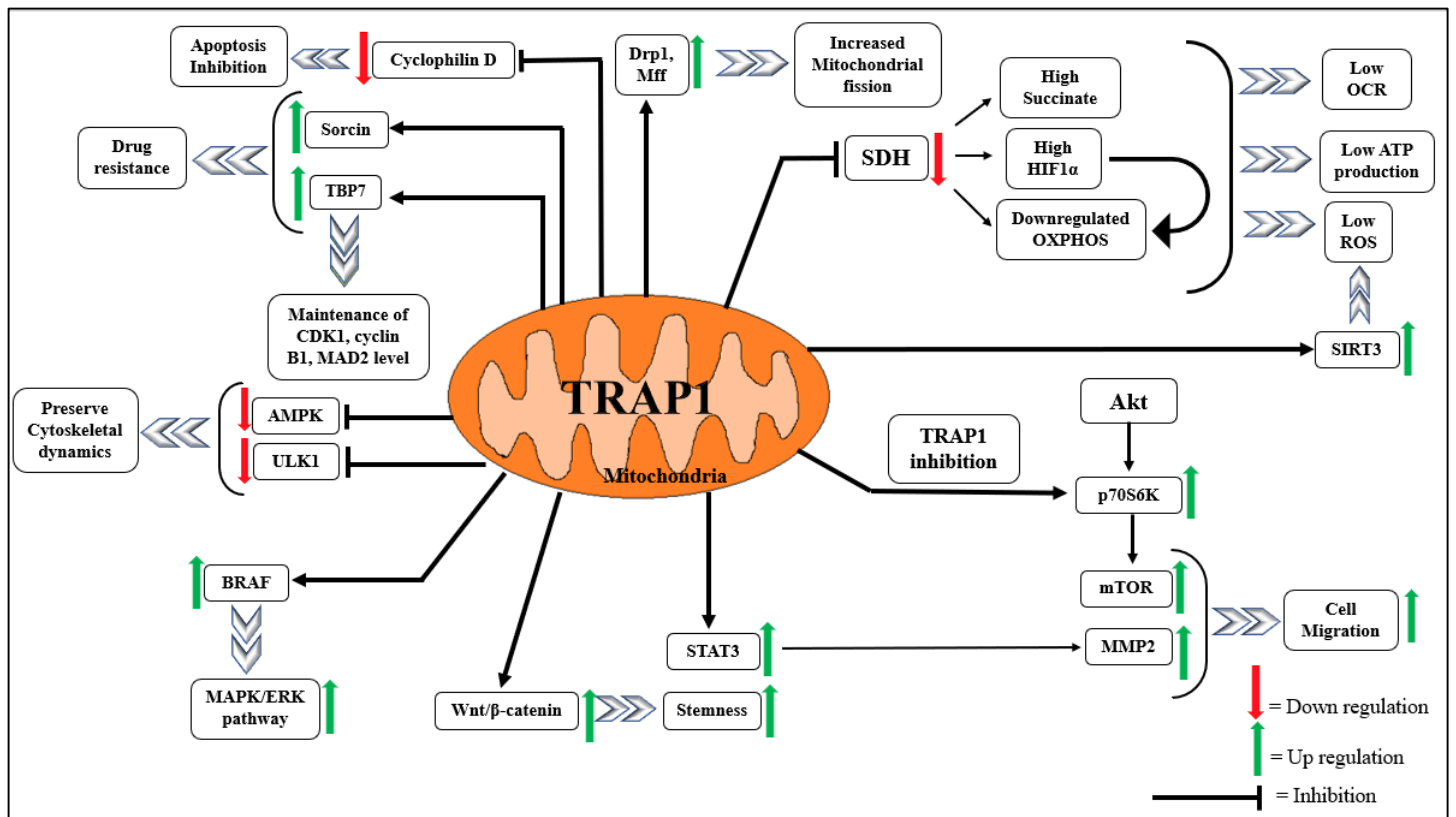 Apoptosis
Inhibition
Cyclophilin D
Drp1,
Mff
Increased
Mitochondrial
fission
High
Succinate
Low
OCR
Drug
resistance
Sorcin
TBP7
SDH
High
HIF1α
Downregulated
OXPHOS
Low ATP
production
Low
ROS
Maintenance of
CDK1, cyclin
B1, MAD2 level
SIRT3
Preserve
Cytoskeletal
dynamics
AMPK
ULK1
TRAP1
Mitochondria
TRAP1
inhibition
Akt
p70S6K
BRAF
MAPK/ERK
pathway
mTOR
MMP2
Cell
Migration
STAT3
Wnt/β-catenin
Stemness
= Down regulation
= Up regulation
= Inhibition